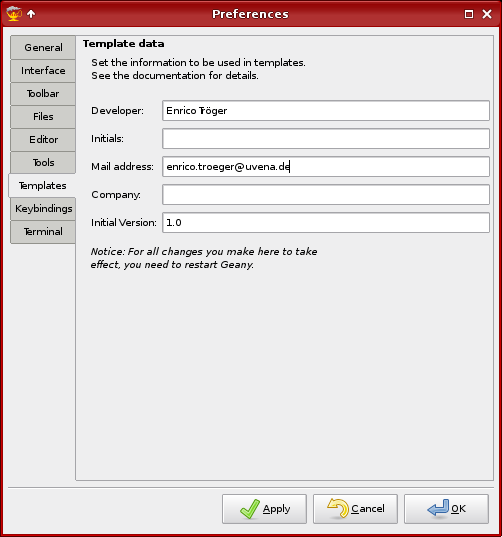 Preferences
General
Interface
Toolbar
Files
Editor
Tools
Templates
Keybindings
Terminal
Template data
Set the information to be used in templates.
See the documentation for details.
Developer: Enrico Tröger
Initials:
Mail address: enrico.troeger@uvena.de
Company:
Initial Version: 1.0
Notice: For all changes you make here to take
effect, you need to restart Geany.
Apply Cancel OK